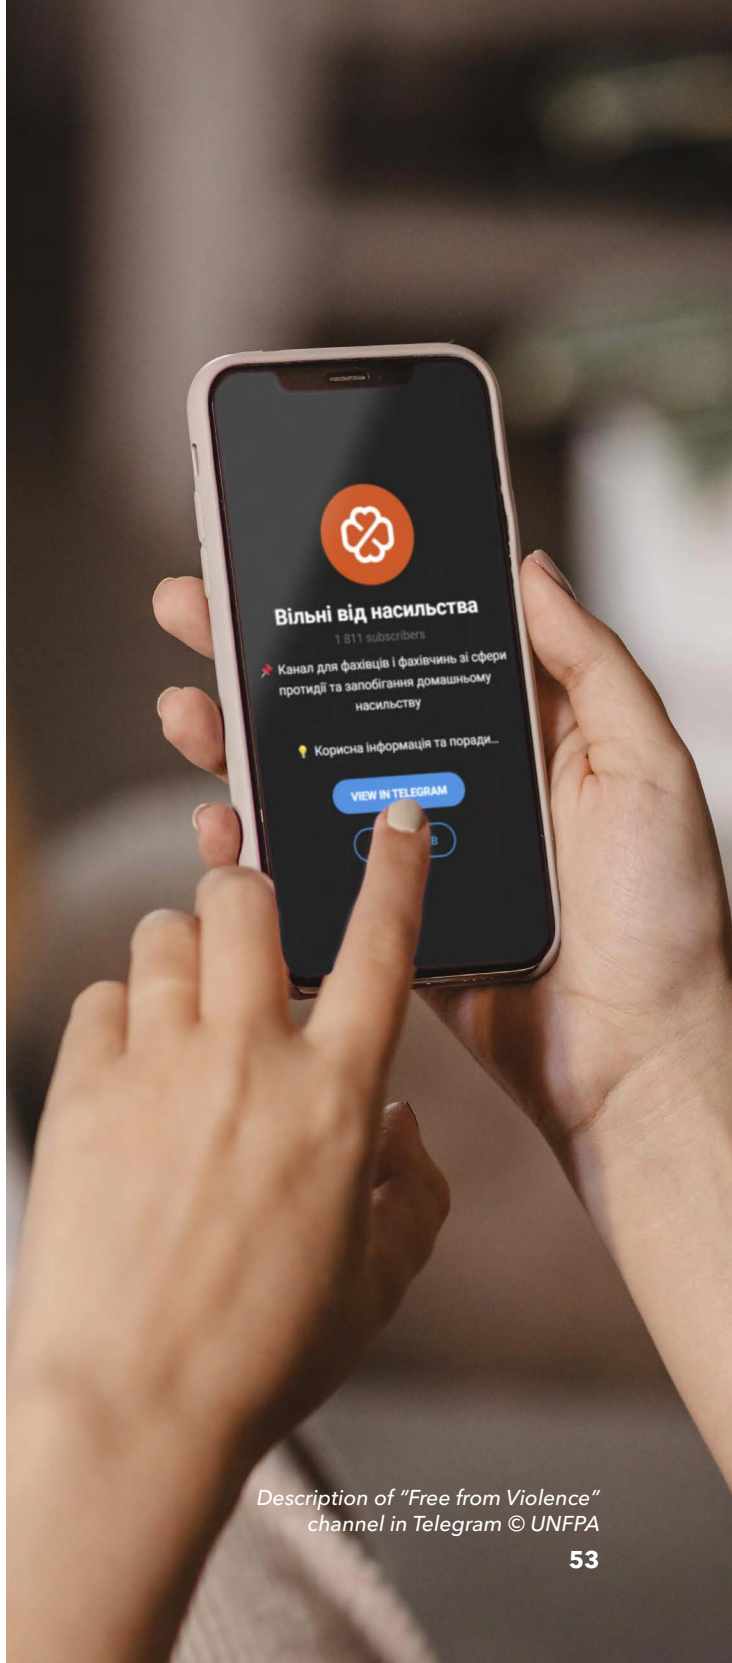 Вільні від насильства
1 811 subscribers
📌 Канал для фахівців і фахівчинь зі сфери
протидії та запобігання домашньому
насильству
💡 Корисна інформація та поради...
VIEW IN TELEGRAM
Description of “Free from Violence”
channel in Telegram © UNFPA
53